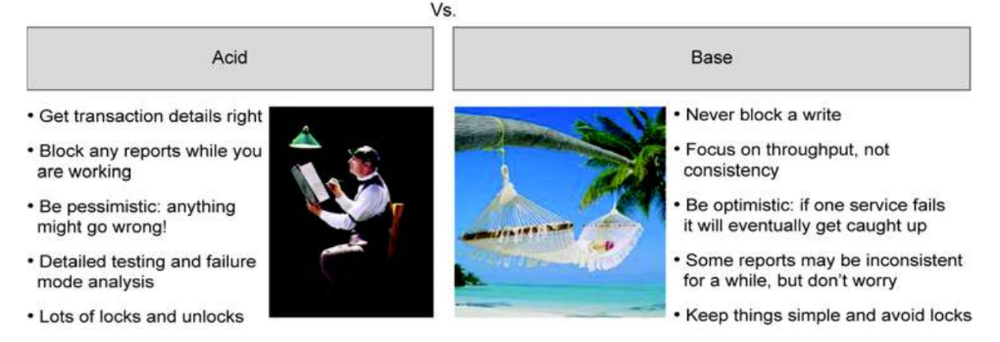 Vs.
Acid
• Get transaction details right
• Block any reports while you
are working
• Be pessimistic: anything
might go wrong!
• Detailed testing and failure
mode analysis
• Lots of locks and unlocks
Base
• Never block a write
• Focus on throughput, not
consistency
• Be optimistic: if one service fails
it will eventually get caught up
• Some reports may be inconsistent
for a while, but don’t worry
• Keep things simple and avoid locks